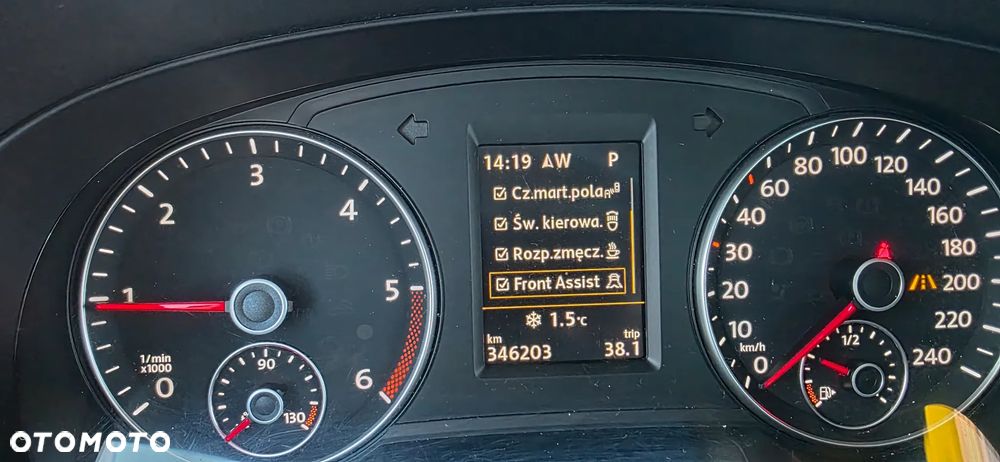 14:19 W P
Cz.mart.pola
Św. kierowa.
Rozp.zmęcz.
Front Assist
1.5°C
km trip
346203 38.1
0 1 2 3 4 5 6
1/min
x1000
90
130
0 10 20 30 40 60 80 100 120 140 160 180 200 220 240
km/h
1/2
OTOMOTO